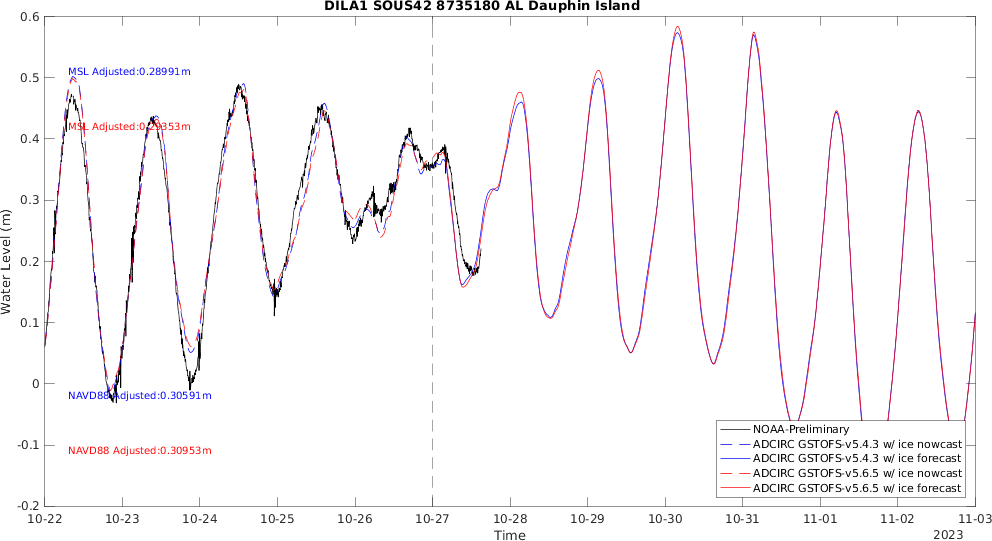 DILA1 SOUS42 8735180 AL Dauphin Island
Water Level (m)
0.6
0.5
0.4
0.3
0.2
0.1
0
-0.1
-0.2
MSL Adjusted:0.28991m
MSL Adjusted:0.29353m
NAVD88 Adjusted:0.30591m
NAVD88 Adjusted:0.30953m
NOAA-Preliminary
ADCIRC GSTOFS-v5.4.3 w/ ice nowcast
ADCIRC GSTOFS-v5.4.3 w/ ice forecast
ADCIRC GSTOFS-v5.6.5 w/ ice nowcast
ADCIRC GSTOFS-v5.6.5 w/ ice forecast
10-22 10-23 10-24 10-25 10-26 10-27 10-28 10-29 10-30 10-31 11-01 11-02 11-03
Time
2023